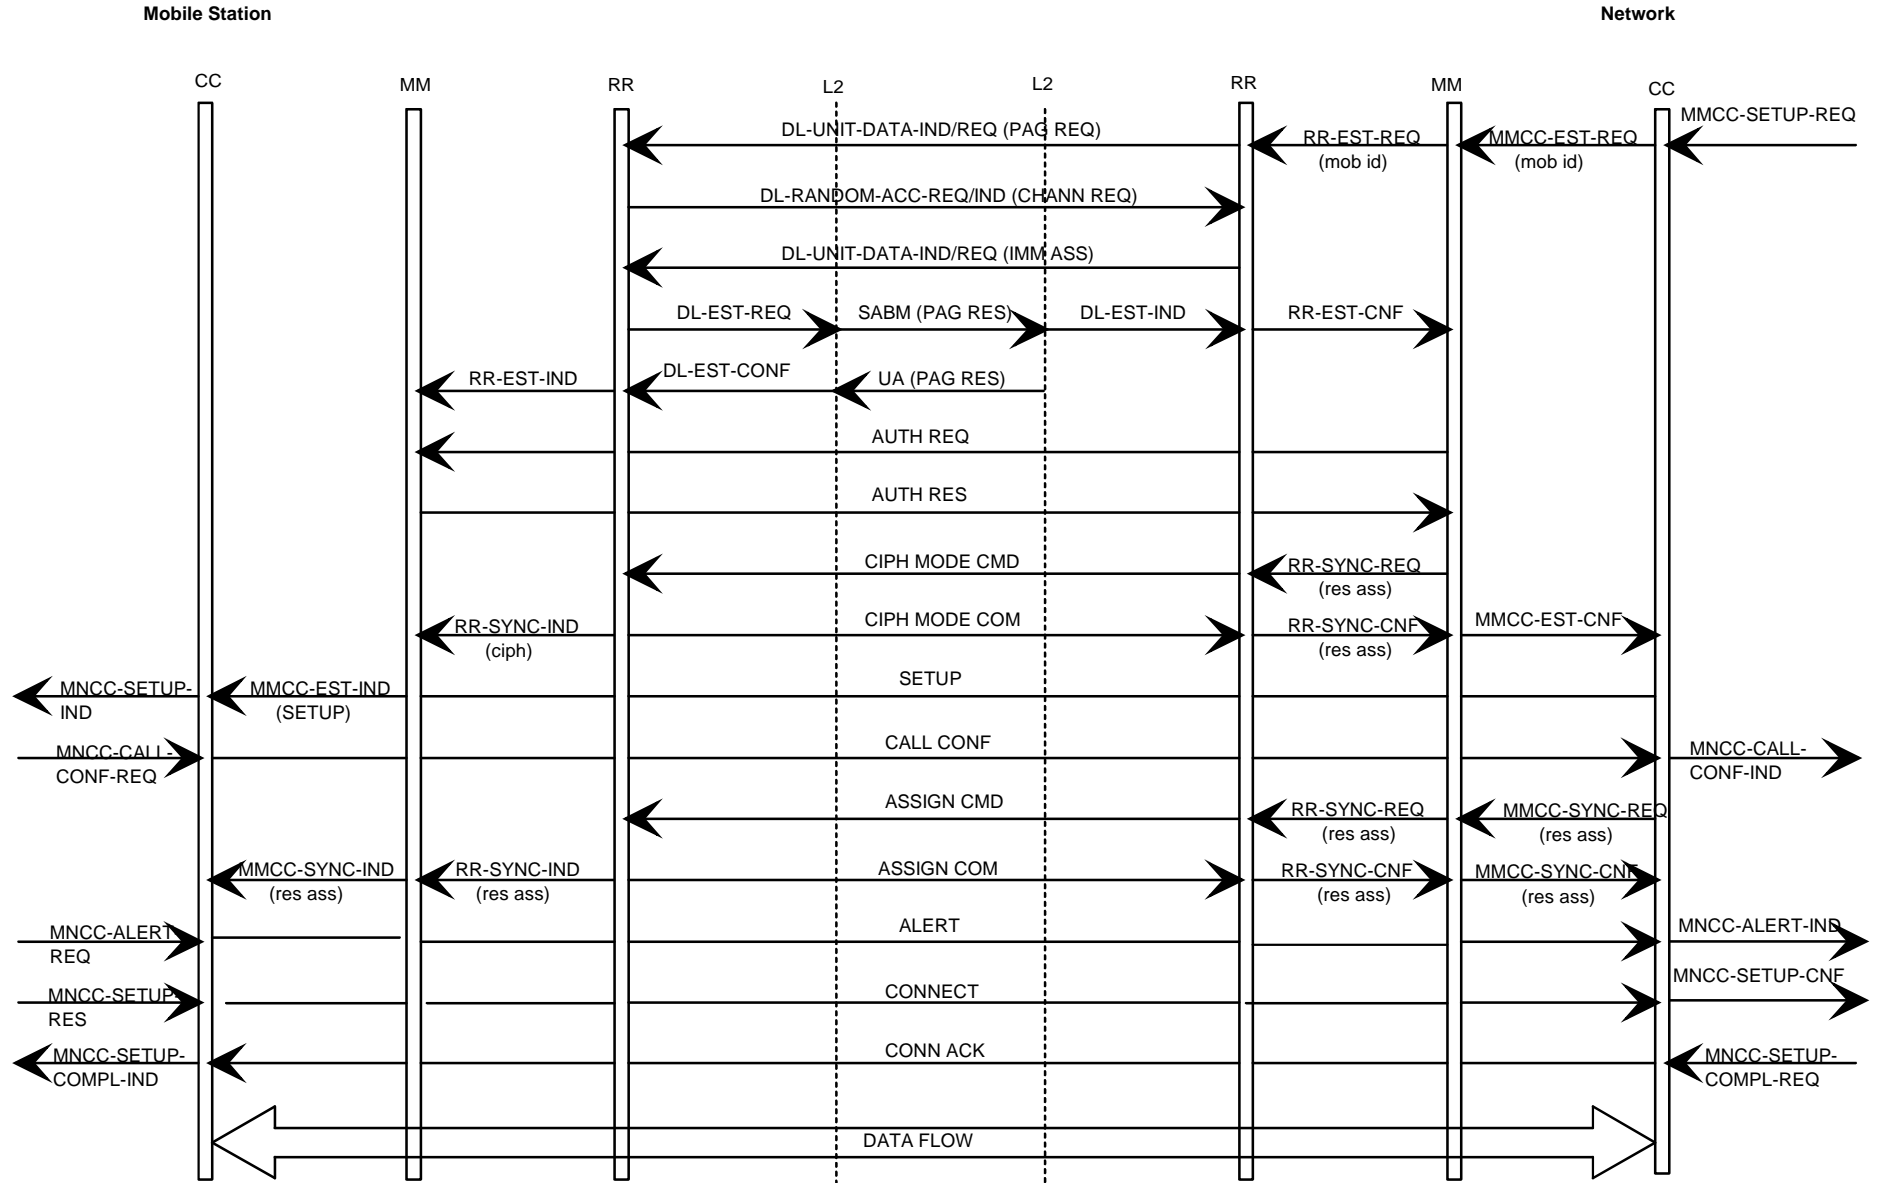 Mobile Station
Network
CC
MM
RR
L2
L2
RR
MM
CC
MMCC-SETUP-REQ
DL-UNIT-DATA-IND/REQ (PAG REQ)
RR-EST-REQ
(mob id)
MMCC-EST-REQ
(mob id)
DL-RANDOM-ACC-REQ/IND (CHANN REQ)
DL-UNIT-DATA-IND/REQ (IMM ASS)
DL-EST-REQ
SABM (PAG RES)
DL-EST-IND
RR-EST-CNF
RR-EST-IND
DL-EST-CONF
UA (PAG RES)
AUTH REQ
AUTH RES
CIPH MODE CMD
RR-SYNC-REQ
(res ass)
RR-SYNC-IND
(ciph)
CIPH MODE COM
RR-SYNC-CNF
(res ass)
MMCC-EST-CNF
MNCC-SETUP-
IND
MMCC-EST-IND
(SETUP)
SETUP
MNCC-CALL-
CONF-REQ
CALL CONF
MNCC-CALL-
CONF-IND
ASSIGN CMD
RR-SYNC-REQ
(res ass)
MMCC-SYNC-REQ
(res ass)
MMCC-SYNC-IND
(res ass)
RR-SYNC-IND
(res ass)
ASSIGN COM
RR-SYNC-CNF
(res ass)
MMCC-SYNC-CNF
(res ass)
MNCC-ALERT-
REQ
ALERT
MNCC-ALERT-IND
MNCC-SETUP-
RES
CONNECT
MNCC-SETUP-CNF
MNCC-SETUP-
COMPL-IND
CONN ACK
MNCC-SETUP-
COMPL-REQ
DATA FLOW